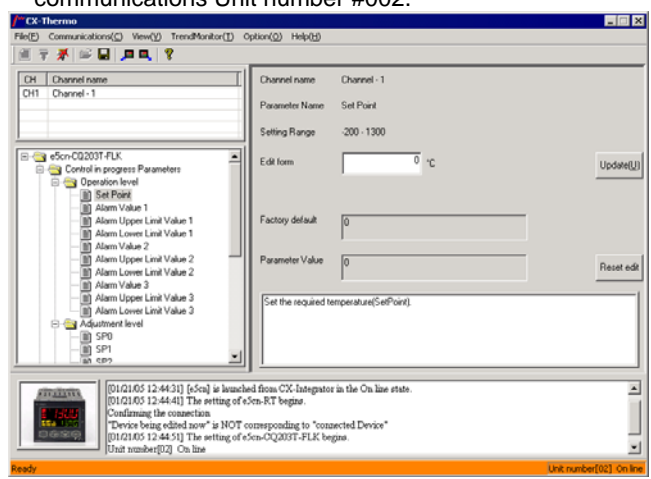 communications Unit number #002.
CX-Thermo
File(F) Communications(C) View(V) TrendMonitor(T) Option(O) Help(H)
CH Channel name
CH1 Channel - 1
e5cn-CQ203T-FLK
Control in progress Parameters
Operation level
Set Point
Alarm Value 1
Alarm Upper Limit Value 1
Alarm Lower Limit Value 1
Alarm Value 2
Alarm Upper Limit Value 2
Alarm Lower Limit Value 2
Alarm Value 3
Alarm Upper Limit Value 3
Alarm Lower Limit Value 3
Adjustment level
SP0
SP1
SP2
Channel name Channel - 1
Parameter Name Set Point
Setting Range -200 - 1300
Edit form 0 °C
Update(U)
Factory default 0
Parameter Value 0
Reset edit
Set the required temperature(SetPoint).
[01/21/05 12:44:31] [e5cn] is launched from CX-Integrator in the On line state.
[01/21/05 12:44:41] The setting of e5cn-RT begins.
Confirming the connection
"Device being edited now" is NOT corresponding to "connected Device"
[01/21/05 12:44:51] The setting of e5cn-CQ203T-FLK begins.
Unit number[02] On line
Ready
Unit number[02] On line